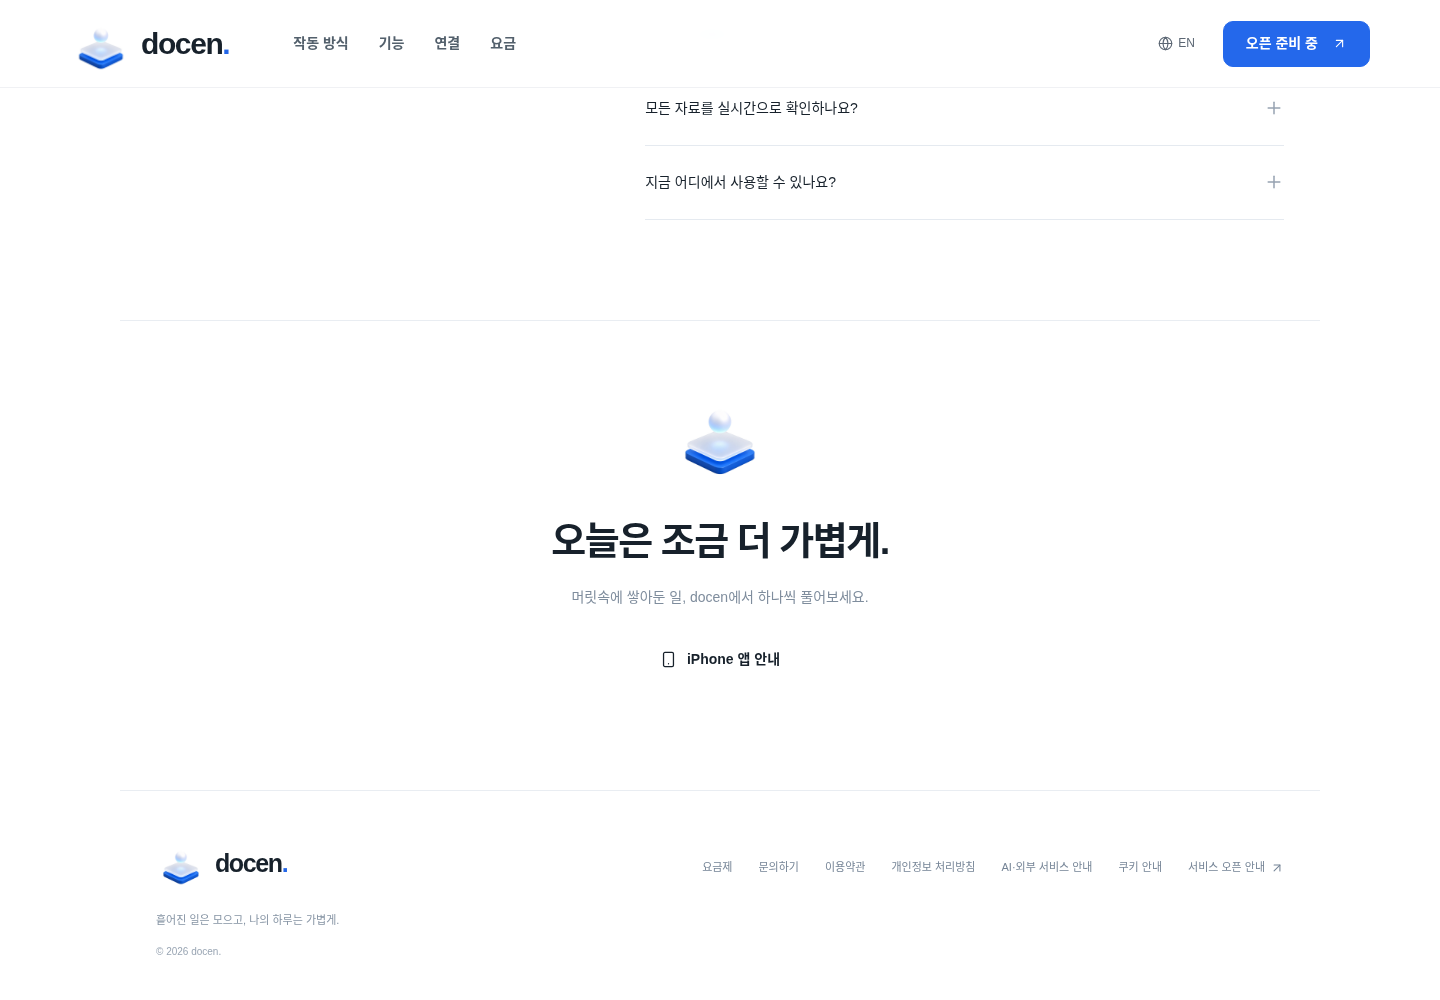 docen.
작동 방식
기능
연결
요금
EN
오픈 준비 중
모든 자료를 실시간으로 확인하나요?
지금 어디에서 사용할 수 있나요?
오늘은 조금 더 가볍게.
머릿속에 쌓아둔 일, docen에서 하나씩 풀어보세요.
iPhone 앱 안내
docen.
요금제
문의하기
이용약관
개인정보 처리방침
AI·외부 서비스 안내
쿠키 안내
서비스 오픈 안내
흩어진 일은 모으고, 나의 하루는 가볍게.
© 2026 docen.